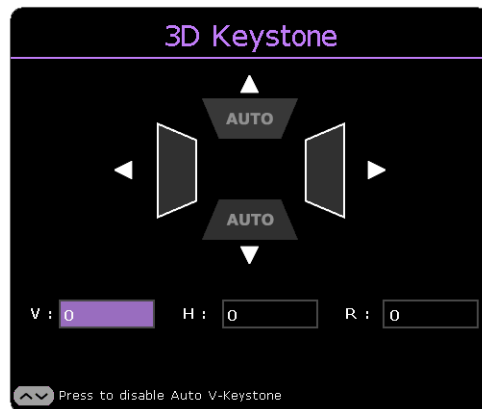 3D Keystone
AUTO
AUTO
V : 0 H : 0 R : 0
Press to disable Auto V-Keystone